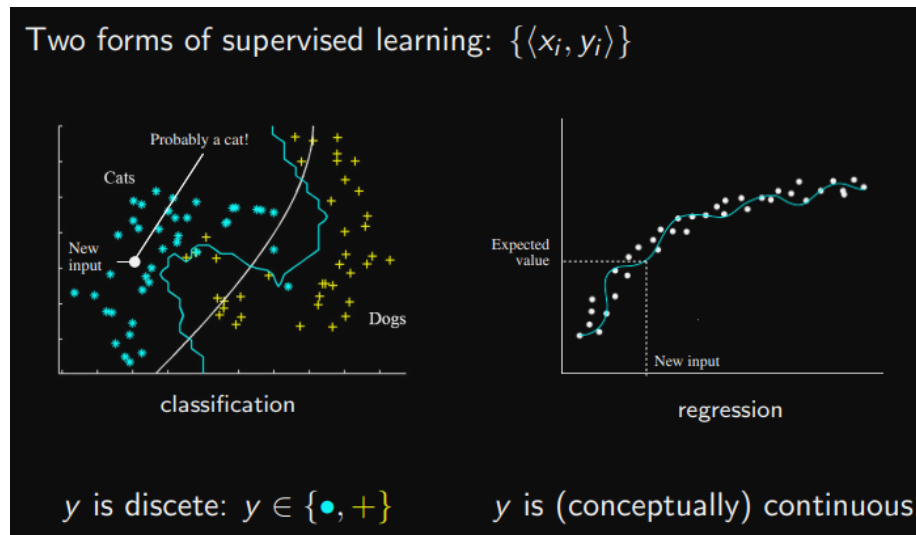 Two forms of supervised learning: {⟨xᵢ, yᵢ⟩}
Probably a cat!
Cats
New
input
Dogs
classification
Expected
value
New input
regression
y is discete: y ∈ {•, +}
y is (conceptually) continuous